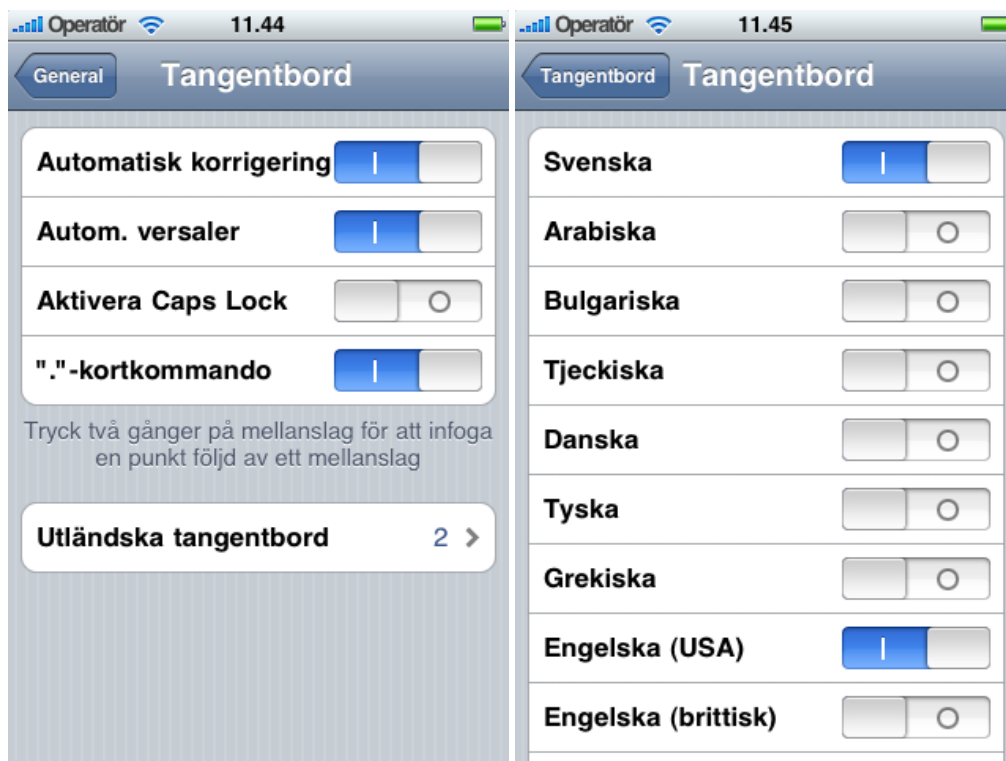 Operatör 11.44
General Tangentbord
Automatisk korrigering
Autom. versaler
Aktivera Caps Lock
"."-kortkommando
Tryck två gånger på mellanslag för att infoga
en punkt följd av ett mellanslag
Utländska tangentbord 2
Operatör 11.45
Tangentbord Tangentbord
Svenska
Arabiska
Bulgariska
Tjeckiska
Danska
Tyska
Grekiska
Engelska (USA)
Engelska (brittisk)